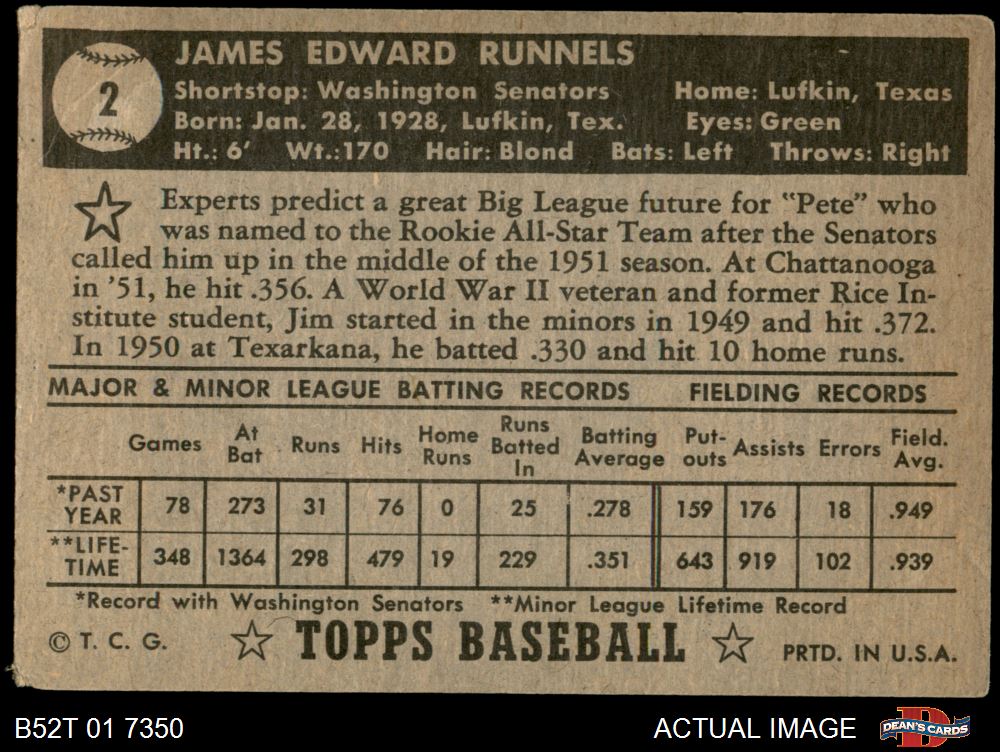 2
JAMES EDWARD RUNNELS
Shortstop: Washington Senators Home: Lufkin, Texas
Born: Jan. 28, 1928, Lufkin, Tex. Eyes: Green
Ht.: 6' Wt.: 170 Hair: Blond Bats: Left Throws: Right
Experts predict a great Big League future for "Pete" who
was named to the Rookie All-Star Team after the Senators
called him up in the middle of the 1951 season. At Chattanooga
in '51, he hit .356. A World War II veteran and former Rice In-
stitute student, Jim started in the minors in 1949 and hit .372.
In 1950 at Texarkana, he batted .330 and hit 10 home runs.
MAJOR & MINOR LEAGUE BATTING RECORDS FIELDING RECORDS
Games At Bat Runs Hits Home Runs Runs Batted In Batting Average Put-outs Assists Errors Field. Avg.
*PAST YEAR 78 273 31 76 0 25 .278 159 176 18 .949
**LIFE-TIME 348 1364 298 479 19 229 .351 643 919 102 .939
*Record with Washington Senators **Minor League Lifetime Record
© T. C. G. TOPPS BASEBALL PRTD. IN U.S.A.
B52T 01 7350 ACTUAL IMAGE DEAN'S CARDS